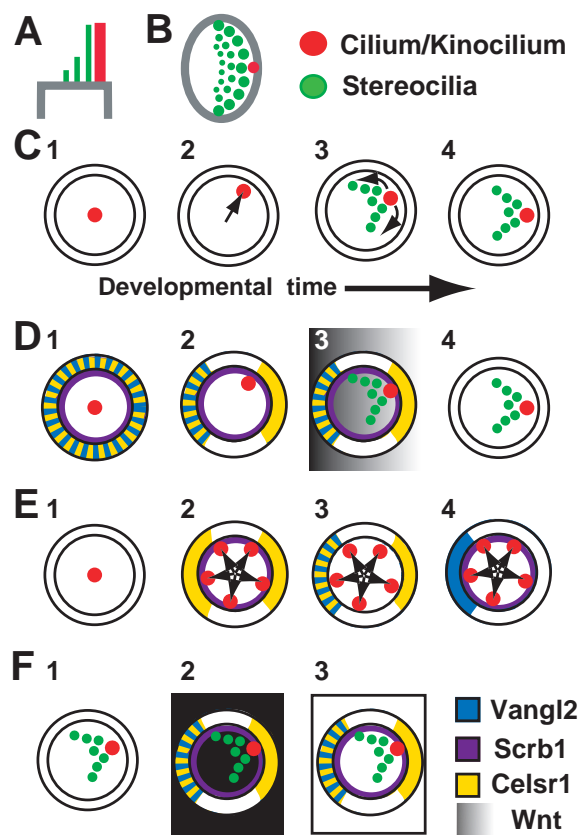 A
B
Cilium/Kinocilium
Stereocilia
C
1 2 3 4
Developmental time
D
1 2 3 4
E
1 2 3 4
F
1 2 3
Vangl2
Scrb1
Celsr1
Wnt